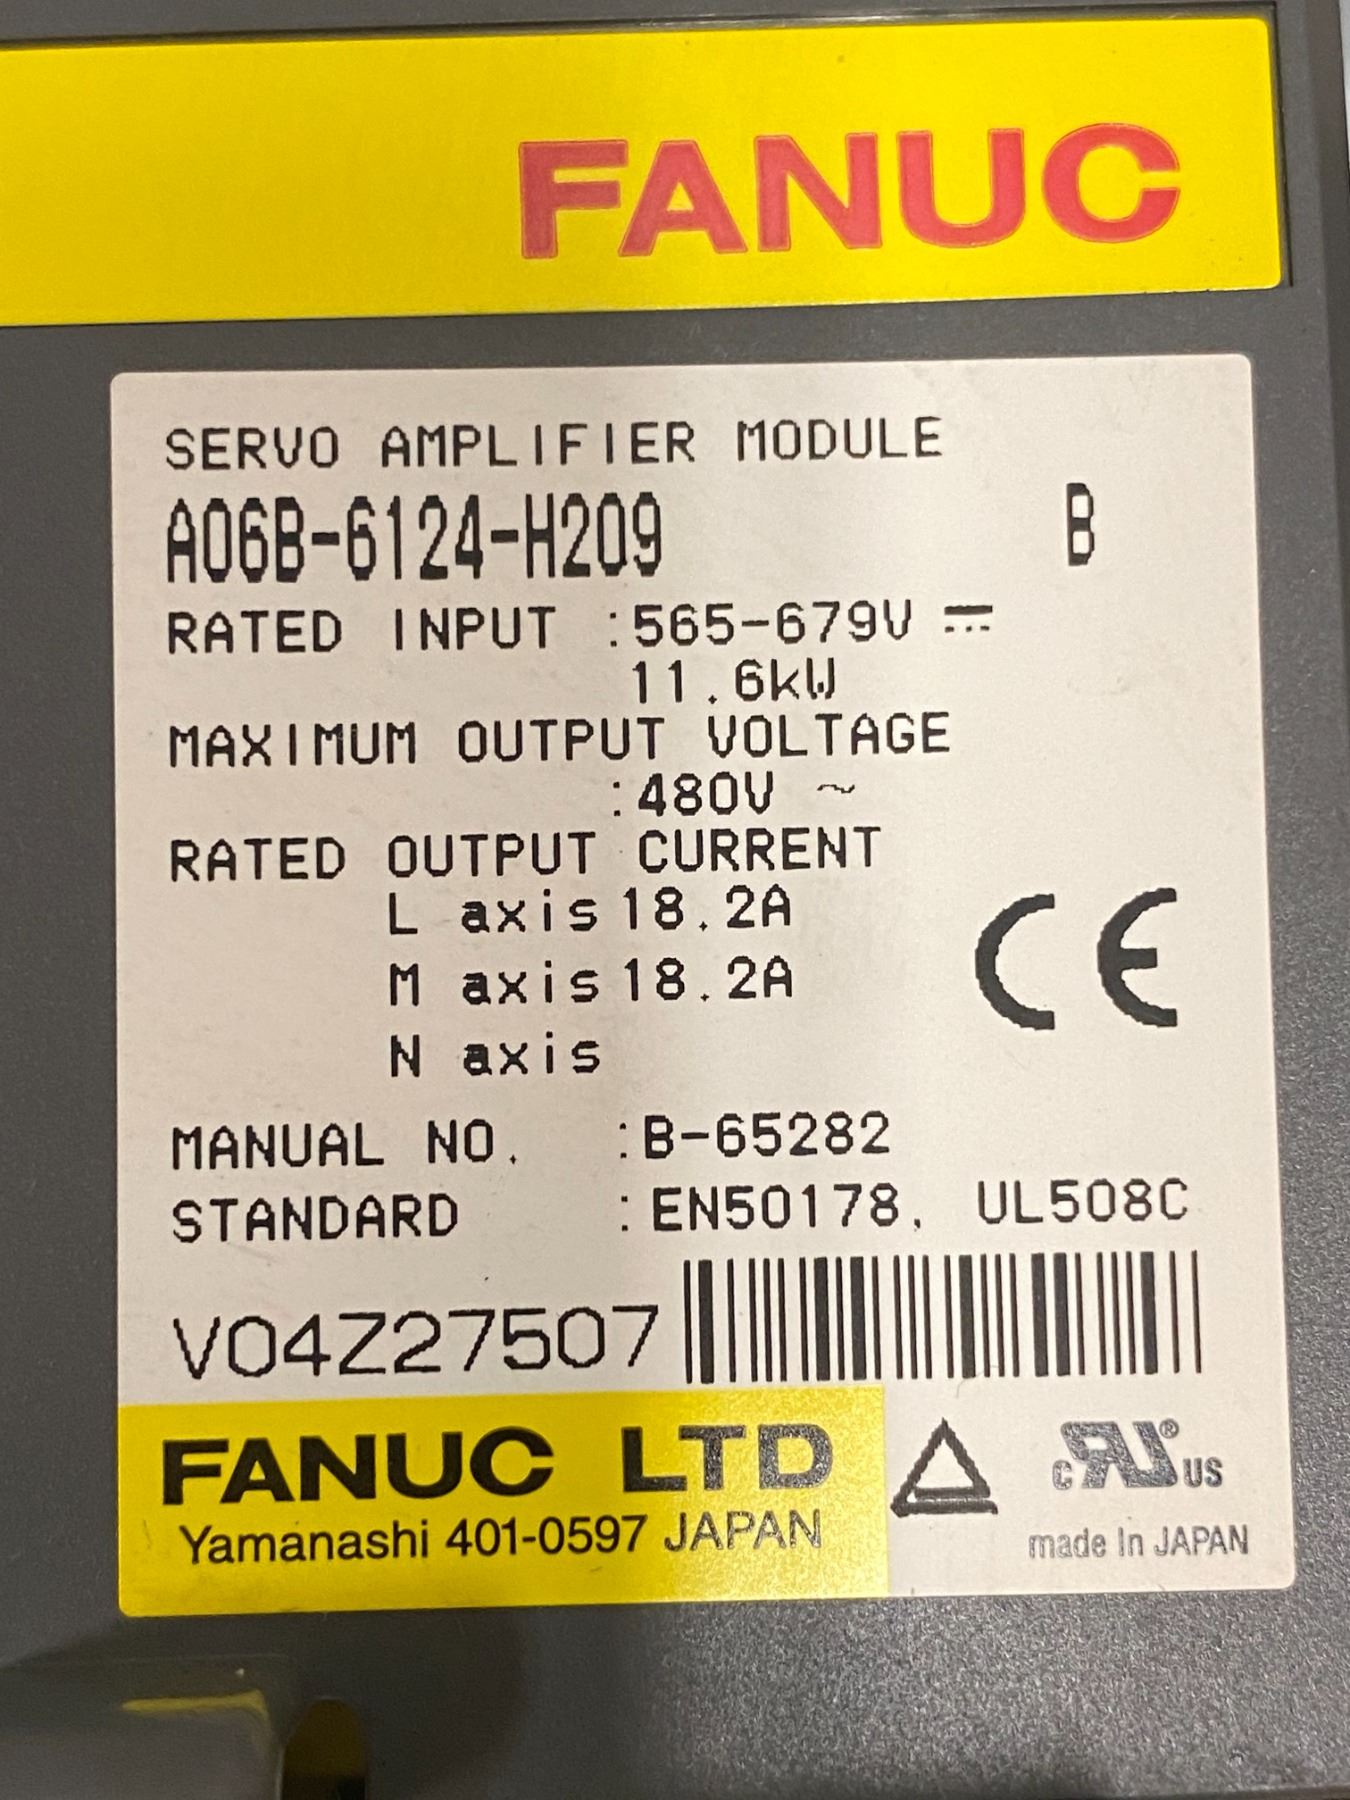 FANUC
SERVO AMPLIFIER MODULE
A06B-6124-H209 B
RATED INPUT :565-679V ⎓
11.6kW
MAXIMUM OUTPUT VOLTAGE
:480V ~
RATED OUTPUT CURRENT
L axis 18.2A
M axis 18.2A
N axis
CE
MANUAL NO. :B-65282
STANDARD :EN50178, UL508C
V04Z27507
FANUC LTD
Yamanashi 401-0597 JAPAN
c RU® US
made in JAPAN